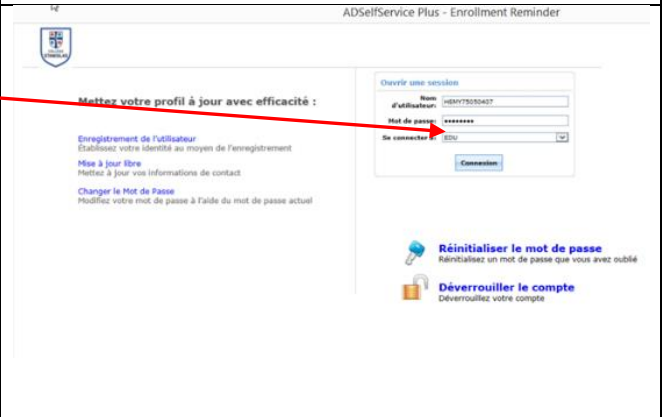 ADSelfService Plus - Enrollment Reminder
STANISLAS
Mettez votre profil à jour avec efficacité :
Enregistrement de l'utilisateur
Établissez votre identité au moyen de l'enregistrement
Mise à jour libre
Mettez à jour vos informations de contact
Changer le Mot de Passe
Modifiez votre mot de passe à l'aide du mot de passe actuel
Ouvrir une session
Nom d'utilisateur:
Mot de passe: ••••••••
Se connecter à: EDU
Connexion
Réinitialiser le mot de passe
Réinitialisez un mot de passe que vous avez oublié
Déverrouiller le compte
Déverrouillez votre compte